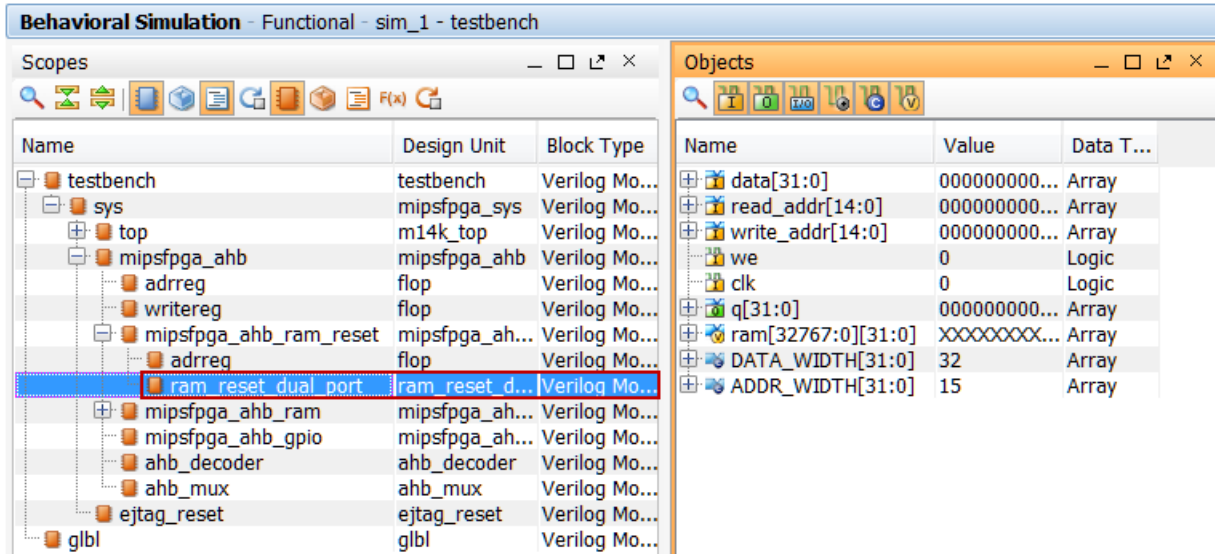 Behavioral Simulation - Functional - sim_1 - testbench
Scopes
F(x)
Name Design Unit Block Type
testbench testbench Verilog Mo...
sys mipsfpga_sys Verilog Mo...
top m14k_top Verilog Mo...
mipsfpga_ahb mipsfpga_ahb Verilog Mo...
adrreg flop Verilog Mo...
writereg flop Verilog Mo...
mipsfpga_ahb_ram_reset mipsfpga_ah... Verilog Mo...
adrreg flop Verilog Mo...
ram_reset_dual_port ram_reset_d... Verilog Mo...
mipsfpga_ahb_ram mipsfpga_ah... Verilog Mo...
mipsfpga_ahb_gpio mipsfpga_ah... Verilog Mo...
ahb_decoder ahb_decoder Verilog Mo...
ahb_mux ahb_mux Verilog Mo...
ejtag_reset ejtag_reset Verilog Mo...
glbl glbl Verilog Mo...
Objects
I O I/O C V
Name Value Data T...
data[31:0] 000000000... Array
read_addr[14:0] 000000000... Array
write_addr[14:0] 000000000... Array
we 0 Logic
clk 0 Logic
q[31:0] 000000000... Array
ram[32767:0][31:0] XXXXXXXX... Array
DATA_WIDTH[31:0] 32 Array
ADDR_WIDTH[31:0] 15 Array